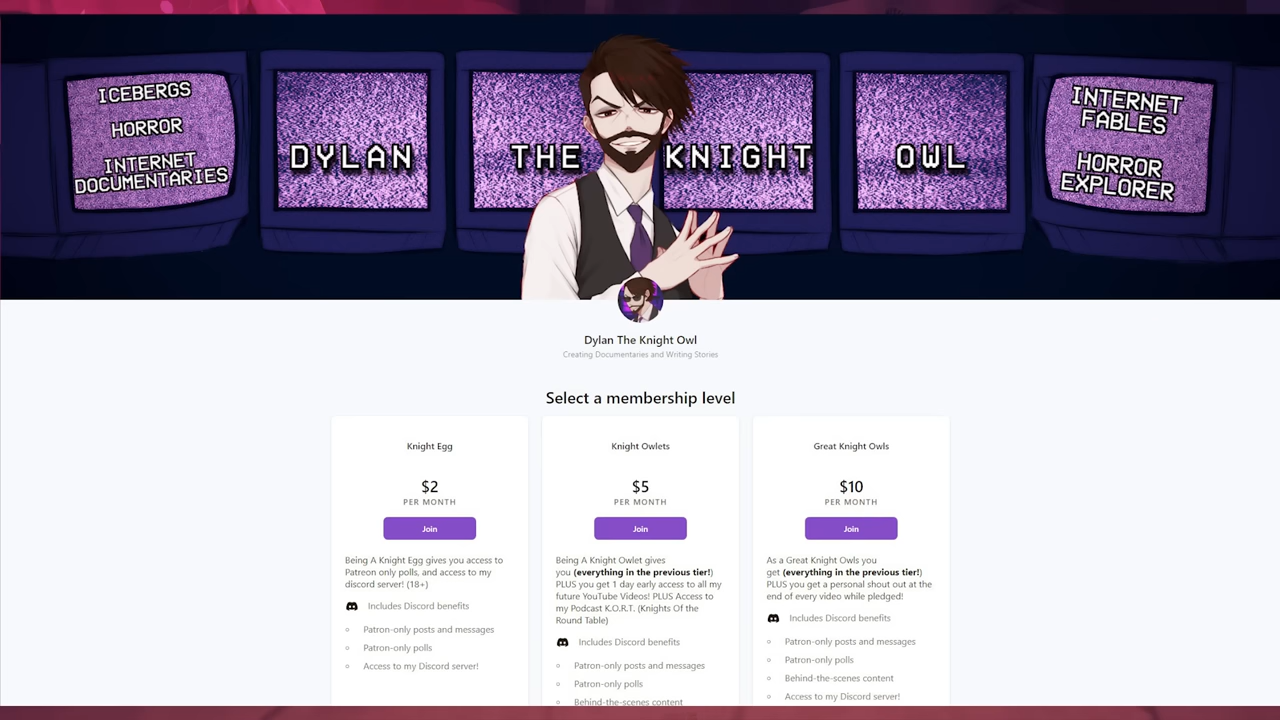 ICEBERGS
HORROR
INTERNET
DOCUMENTARIES
DYLAN
THE
KNIGHT
OWL
INTERNET
FABLES
HORROR
EXPLORER
Dylan The Knight Owl
Creating Documentaries and Writing Stories
Select a membership level
Knight Egg
$2
PER MONTH
Join
Being A Knight Egg gives you access to
Patreon only polls, and access to my
discord server! (18+)
Includes Discord benefits
Patron-only posts and messages
Patron-only polls
Access to my Discord server!
Knight Owlets
$5
PER MONTH
Join
Being A Knight Owlet gives
you (everything in the previous tier!)
PLUS you get 1 day early access to all my
future YouTube Videos! PLUS Access to
my Podcast K.O.R.T. (Knights Of the
Round Table)
Includes Discord benefits
Patron-only posts and messages
Patron-only polls
Behind-the-scenes content
Great Knight Owls
$10
PER MONTH
Join
As a Great Knight Owls you
get (everything in the previous tier!)
PLUS you get a personal shout out at the
end of every video while pledged!
Includes Discord benefits
Patron-only posts and messages
Patron-only polls
Behind-the-scenes content
Access to my Discord server!